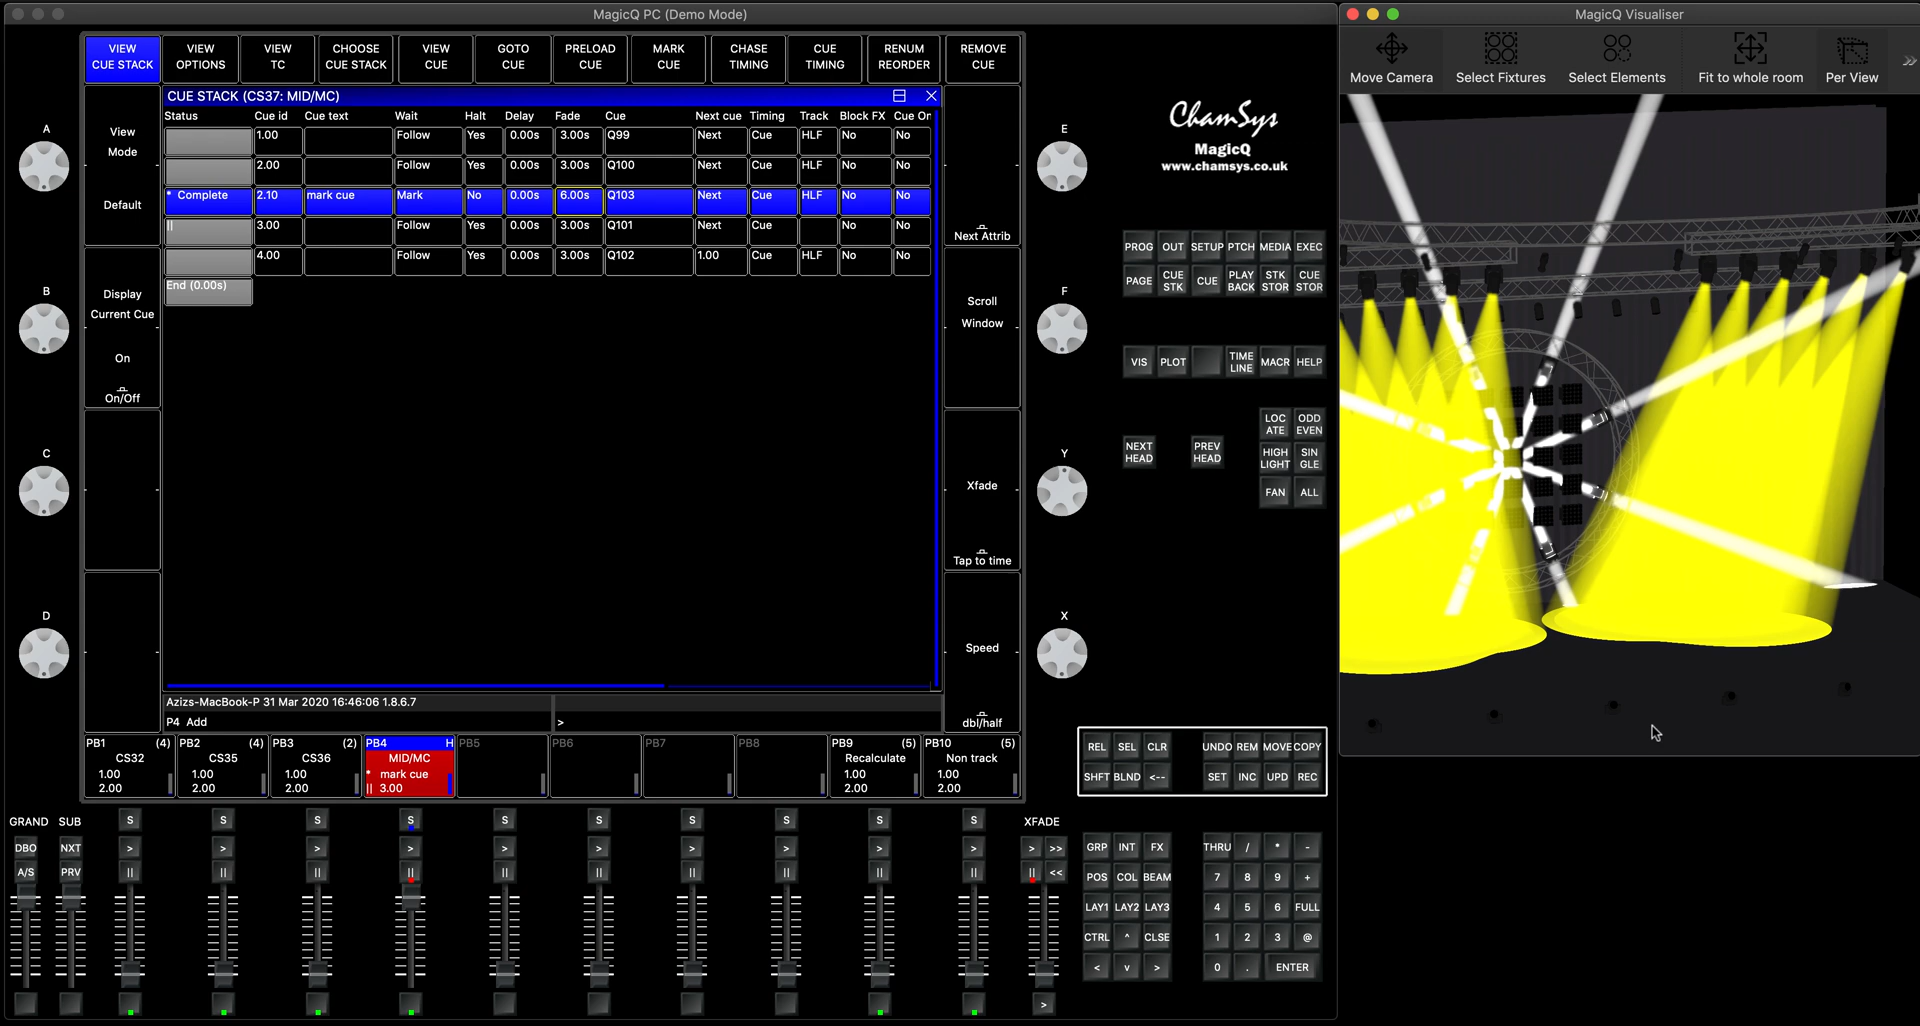 MagicQ PC (Demo Mode)
VIEW CUE STACK
VIEW OPTIONS
VIEW TC
CHOOSE CUE STACK
VIEW CUE
GOTO CUE
PRELOAD CUE
MARK CUE
CHASE TIMING
CUE TIMING
RENUM REORDER
REMOVE CUE
CUE STACK (CS37: MID/MC)
Status Cue id Cue text Wait Halt Delay Fade Cue Next cue Timing Track Block FX Cue On
1.00 Follow Yes 0.00s 3.00s Q99 Next Cue HLF No No
2.00 Follow Yes 0.00s 3.00s Q100 Next Cue HLF No No
* Complete 2.10 mark cue Mark No 0.00s 6.00s Q103 Next Cue HLF No No
|| 3.00 Follow Yes 0.00s 3.00s Q101 Next Cue No No
4.00 Follow Yes 0.00s 3.00s Q102 1.00 Cue HLF No No
End (0.00s)
A
View
Mode
Default
B
Display
Current Cue
On
On/Off
C
D
E
Next Attrib
F
Scroll
Window
Y
Xfade
Tap to time
X
Speed
dbl/half
Azizs-MacBook-P 31 Mar 2020 16:46:06 1.8.6.7
P4 Add
>
PB1 (4)
CS32
1.00
2.00
PB2 (4)
CS35
1.00
2.00
PB3 (2)
CS36
1.00
2.00
PB4 H
MID/MC
* mark cue
|| 3.00
PB5
PB6
PB7
PB8
PB9 (5)
Recalculate
1.00
2.00
PB10 (5)
Non track
1.00
2.00
GRAND SUB
S S S S S S S S S S
XFADE
DBO NXT > > > > > > > > > > > >>
A/S PRV || || || || || || || || || || || <<
>
ChamSys
MagicQ
www.chamsys.co.uk
PROG OUT SETUP PTCH MEDIA EXEC
PAGE CUE STK CUE PLAY BACK STK STOR CUE STOR
VIS PLOT TIME LINE MACR HELP
LOC ATE ODD EVEN
NEXT HEAD PREV HEAD HIGH LIGHT SIN GLE
FAN ALL
REL SEL CLR UNDO REM MOVE COPY
SHFT BLND <-- SET INC UPD REC
GRP INT FX THRU / * -
POS COL BEAM 7 8 9 +
LAY1 LAY2 LAY3 4 5 6 FULL
CTRL ^ CLSE 1 2 3 @
< v > 0 . ENTER
MagicQ Visualiser
Move Camera
Select Fixtures
Select Elements
Fit to whole room
Per View